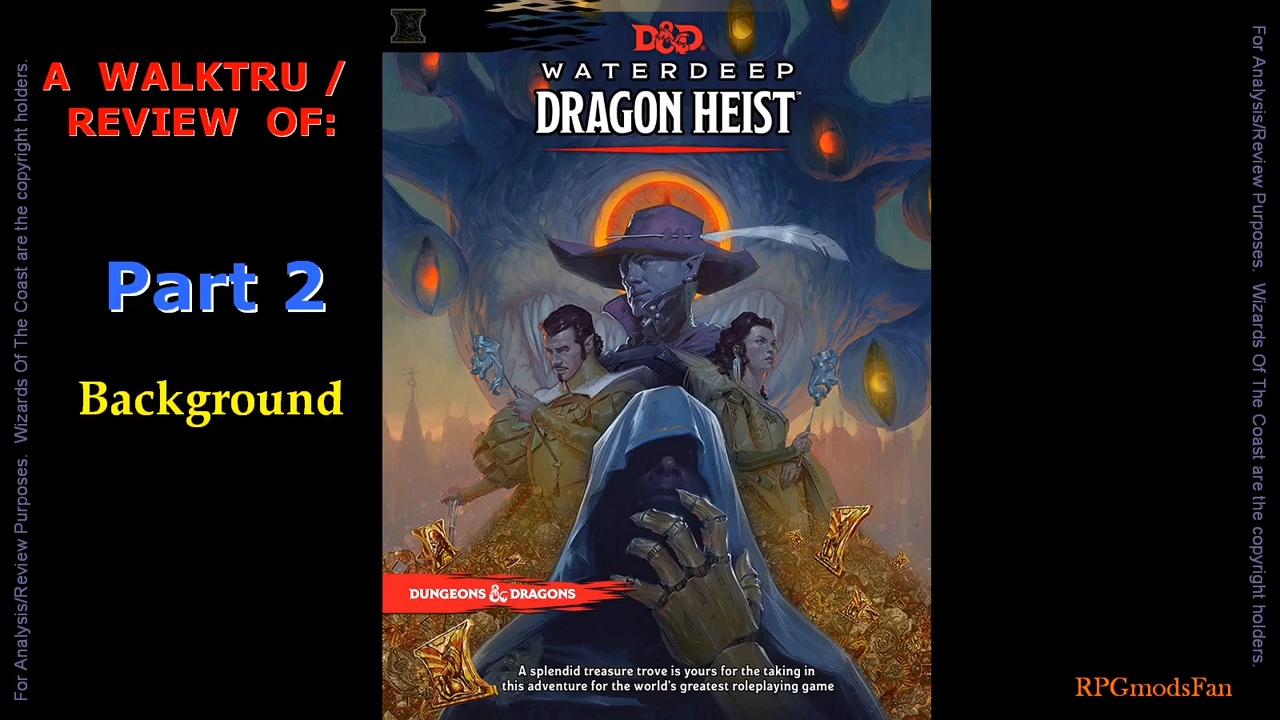 For Analysis/Review Purposes.  Wizards Of The Coast are the copyright holders.
A WALKTRU /
REVIEW OF:
Part 2
Background
D&D
WATERDEEP
DRAGON HEIST™
DUNGEONS & DRAGONS
A splendid treasure trove is yours for the taking in
this adventure for the world's greatest roleplaying game
RPGmodsFan
For Analysis/Review Purposes.  Wizards Of The Coast are the copyright holders.